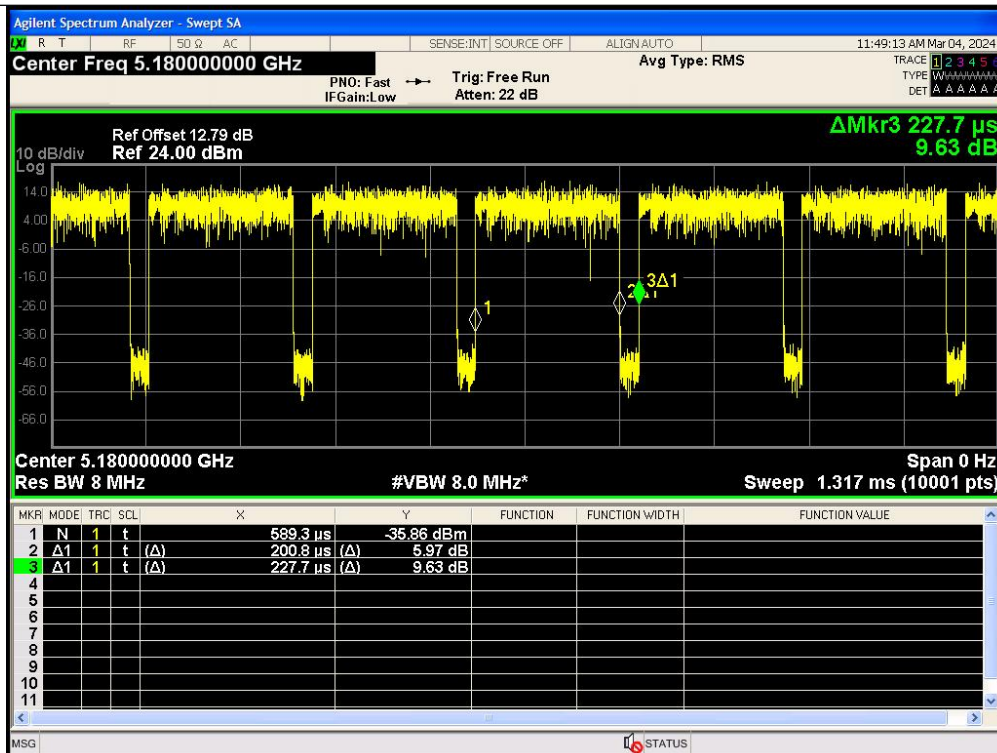 Agilent Spectrum Analyzer - Swept SA
LXI R T RF 50 Ω AC SENSE:INT SOURCE OFF ALIGN AUTO 11:49:13 AM Mar 04, 2024
Center Freq 5.180000000 GHz Avg Type: RMS TRACE 1 2 3 4 5 6
PNO: Fast Trig: Free Run TYPE
IFGain:Low Atten: 22 dB DET A A A A A A
ΔMkr3 227.7 µs
Ref Offset 12.79 dB
10 dB/div Ref 24.00 dBm 9.63 dB
Log
14.0
4.00
-6.00
-16.0
3Δ1
-26.0
1
-36.0
-46.0
-56.0
-66.0
Center 5.180000000 GHz Span 0 Hz
Res BW 8 MHz #VBW 8.0 MHz* Sweep 1.317 ms (10001 pts)
MKR MODE TRC SCL X Y FUNCTION FUNCTION WIDTH FUNCTION VALUE
1 N 1 t 589.3 µs -35.86 dBm
2 Δ1 1 t (Δ) 200.8 µs (Δ) 5.97 dB
3 Δ1 1 t (Δ) 227.7 µs (Δ) 9.63 dB
4
5
6
7
8
9
10
11
MSG STATUS